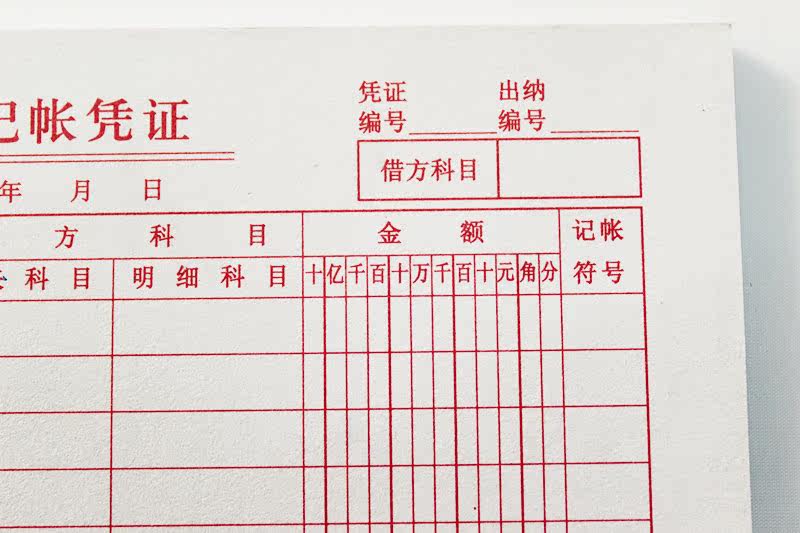 记帐凭证
凭证 出纳
编号 编号
借方科目
年 月 日
方 科 目 金 额 记帐
科目 明细科目 十亿千百十万千百十元角分 符号